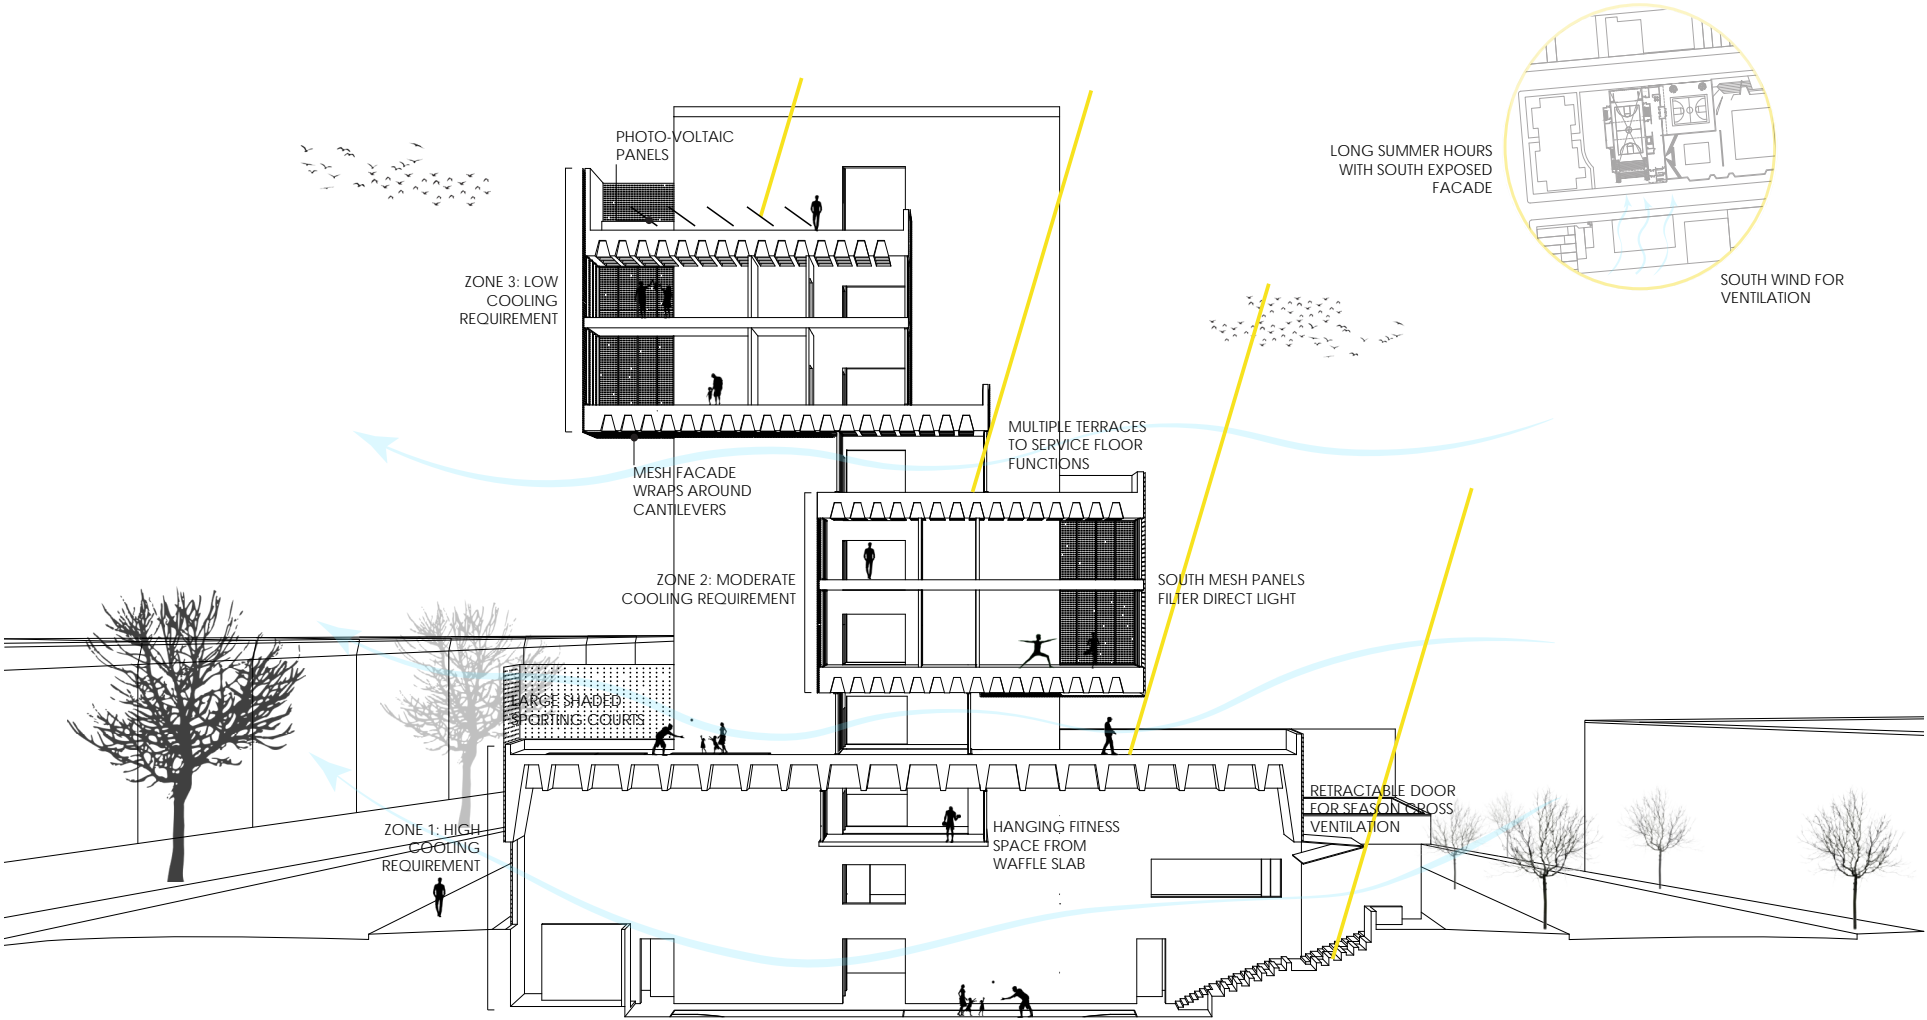 PHOTO-VOLTAIC
PANELS
LONG SUMMER HOURS
WITH SOUTH EXPOSED
FACADE
SOUTH WIND FOR
VENTILATION
ZONE 3: LOW
COOLING
REQUIREMENT
MULTIPLE TERRACES
TO SERVICE FLOOR
FUNCTIONS
MESH FACADE
WRAPS AROUND
CANTILEVERS
ZONE 2: MODERATE
COOLING REQUIREMENT
SOUTH MESH PANELS
FILTER DIRECT LIGHT
LARGE SHADED
SPORTING COURTS
RETRACTABLE DOOR
FOR SEASON CROSS
VENTILATION
ZONE 1: HIGH
COOLING
REQUIREMENT
HANGING FITNESS
SPACE FROM
WAFFLE SLAB